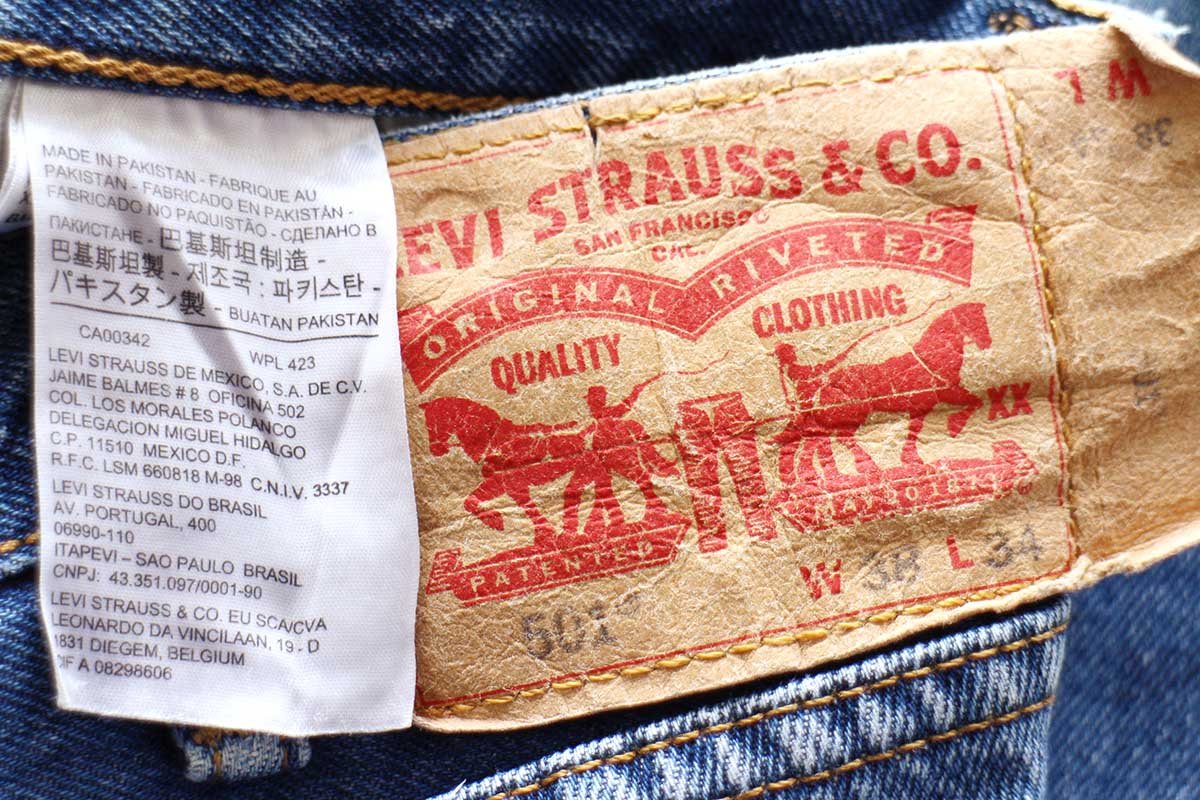 MADE IN PAKISTAN - FABRIQUE AU
PAKISTAN - FABRICADO EN PAKISTÁN -
FABRICADO NO PAQUISTÃO - СДЕЛАНО В
ПАКИСТАНЕ - 巴基斯坦制造 -
巴基斯坦製 - 제조국 : 파키스탄 -
パキスタン製 - BUATAN PAKISTAN
CA00342
WPL 423
LEVI STRAUSS DE MEXICO, S.A. DE C.V.
JAIME BALMES # 8 OFICINA 502
COL. LOS MORALES POLANCO
DELEGACION MIGUEL HIDALGO
C.P. 11510 MEXICO D.F.
R.F.C. LSM 660818 M-98 C.N.I.V. 3337
LEVI STRAUSS DO BRASIL
AV. PORTUGAL, 400
06990-110
ITAPEVI – SAO PAULO BRASIL
CNPJ: 43.351.097/0001-90
LEVI STRAUSS & CO. EU SCA/CVA
LEONARDO DA VINCILAAN, 19 - D
1831 DIEGEM, BELGIUM
CIF A 08298606
LEVI STRAUSS & CO.
SAN FRANCISCO
CAL.
ORIGINAL RIVETED
QUALITY CLOTHING
XX
PATENTED MAY 20 1873
501®
W 38 L 34
W L
38